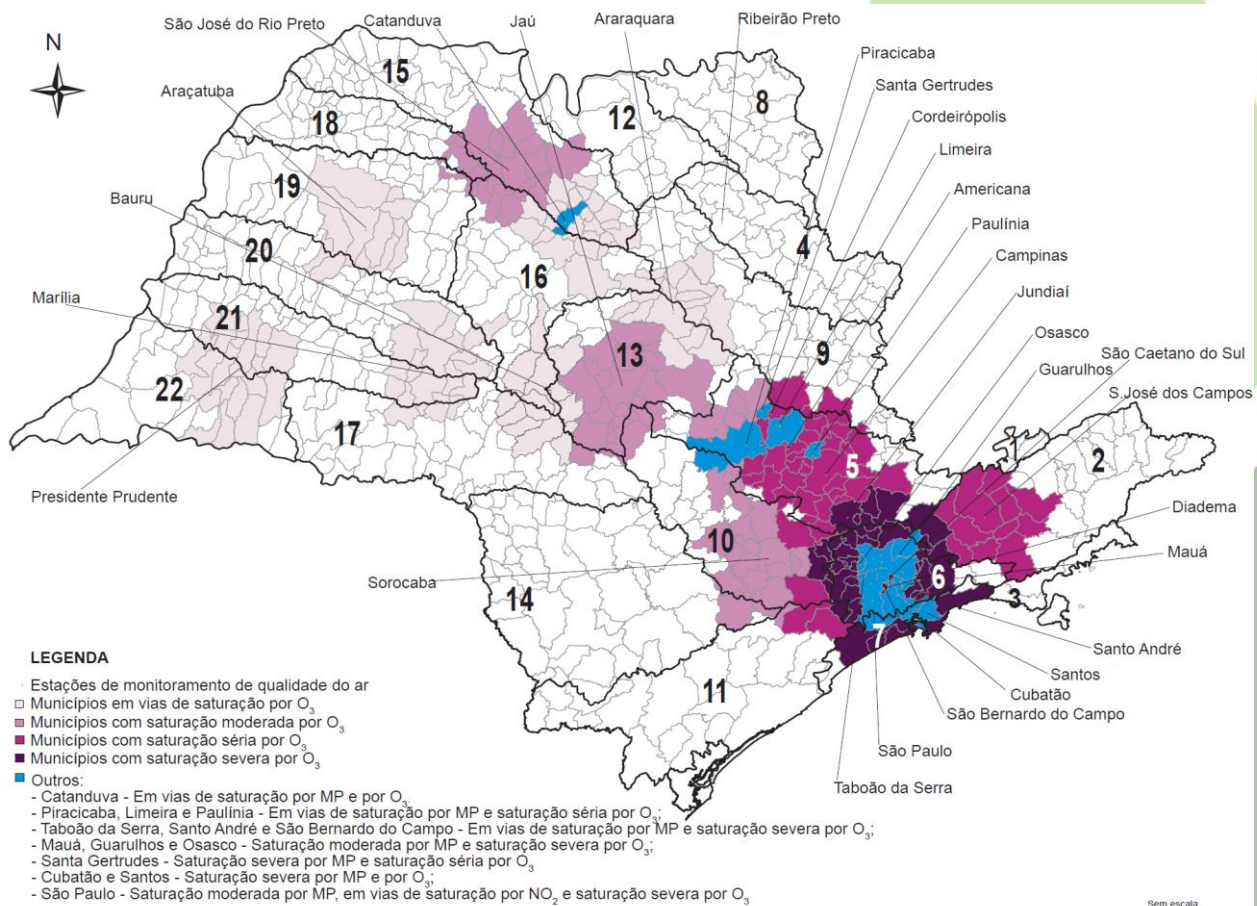 São José do Rio Preto
Catanduva
Jaú
Araraquara
Ribeirão Preto
N
Piracicaba
Santa Gertrudes
Araçatuba
Cordeirópolis
Limeira
Bauru
Americana
Paulínia
Campinas
Marília
Jundiaí
Osasco
São Caetano do Sul
Guarulhos
S.José dos Campos
Presidente Prudente
Diadema
Mauá
Sorocaba
Santo André
Santos
Cubatão
São Bernardo do Campo
São Paulo
Taboão da Serra
15
8
12
18
19
4
20
16
21
13
9
22
17
5
1
2
10
6
3
14
7
11
LEGENDA
Estações de monitoramento de qualidade do ar
Municípios em vias de saturação por O₃
Municípios com saturação moderada por O₃
Municípios com saturação séria por O₃
Municípios com saturação severa por O₃
Outros:
- Catanduva - Em vias de saturação por MP e por O₃
- Piracicaba, Limeira e Paulínia - Em vias de saturação por MP e saturação séria por O₃;
- Taboão da Serra, Santo André e São Bernardo do Campo - Em vias de saturação por MP e saturação severa por O₃;
- Mauá, Guarulhos e Osasco - Saturação moderada por MP e saturação severa por O₃;
- Santa Gertrudes - Saturação severa por MP e saturação séria por O₃
- Cubatão e Santos - Saturação severa por MP e por O₃;
- São Paulo - Saturação moderada por MP, em vias de saturação por NO₂ e saturação severa por O₃
Sem escala